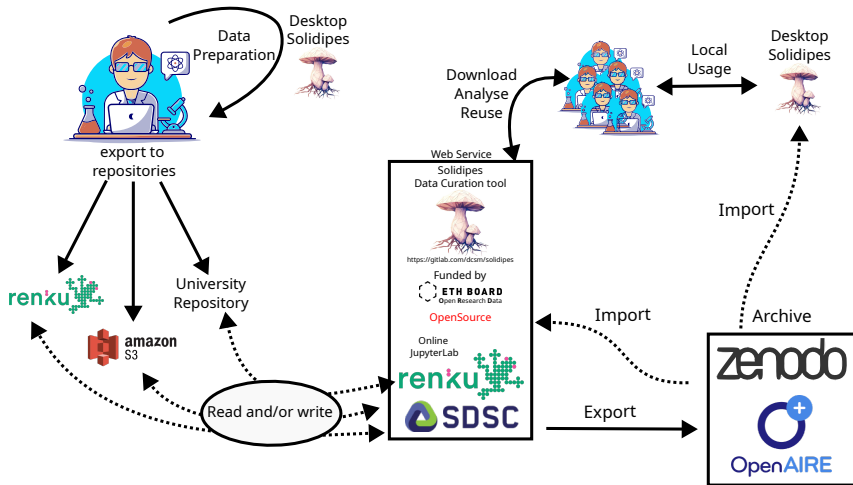 Data
Preparation
Desktop
Solidipes
export to
repositories
renku
amazon
S3
University
Repository
Read and/or write
Download
Analyse
Reuse
Local
Usage
Desktop
Solidipes
Web Service
Solidipes
Data Curation tool
https://gitlab.com/dcsm/solidipes
Funded by
ETH BOARD
Open Research Data
OpenSource
Online
JupyterLab
renku
SDSC
Import
Export
Import
Archive
zenodo
OpenAIRE